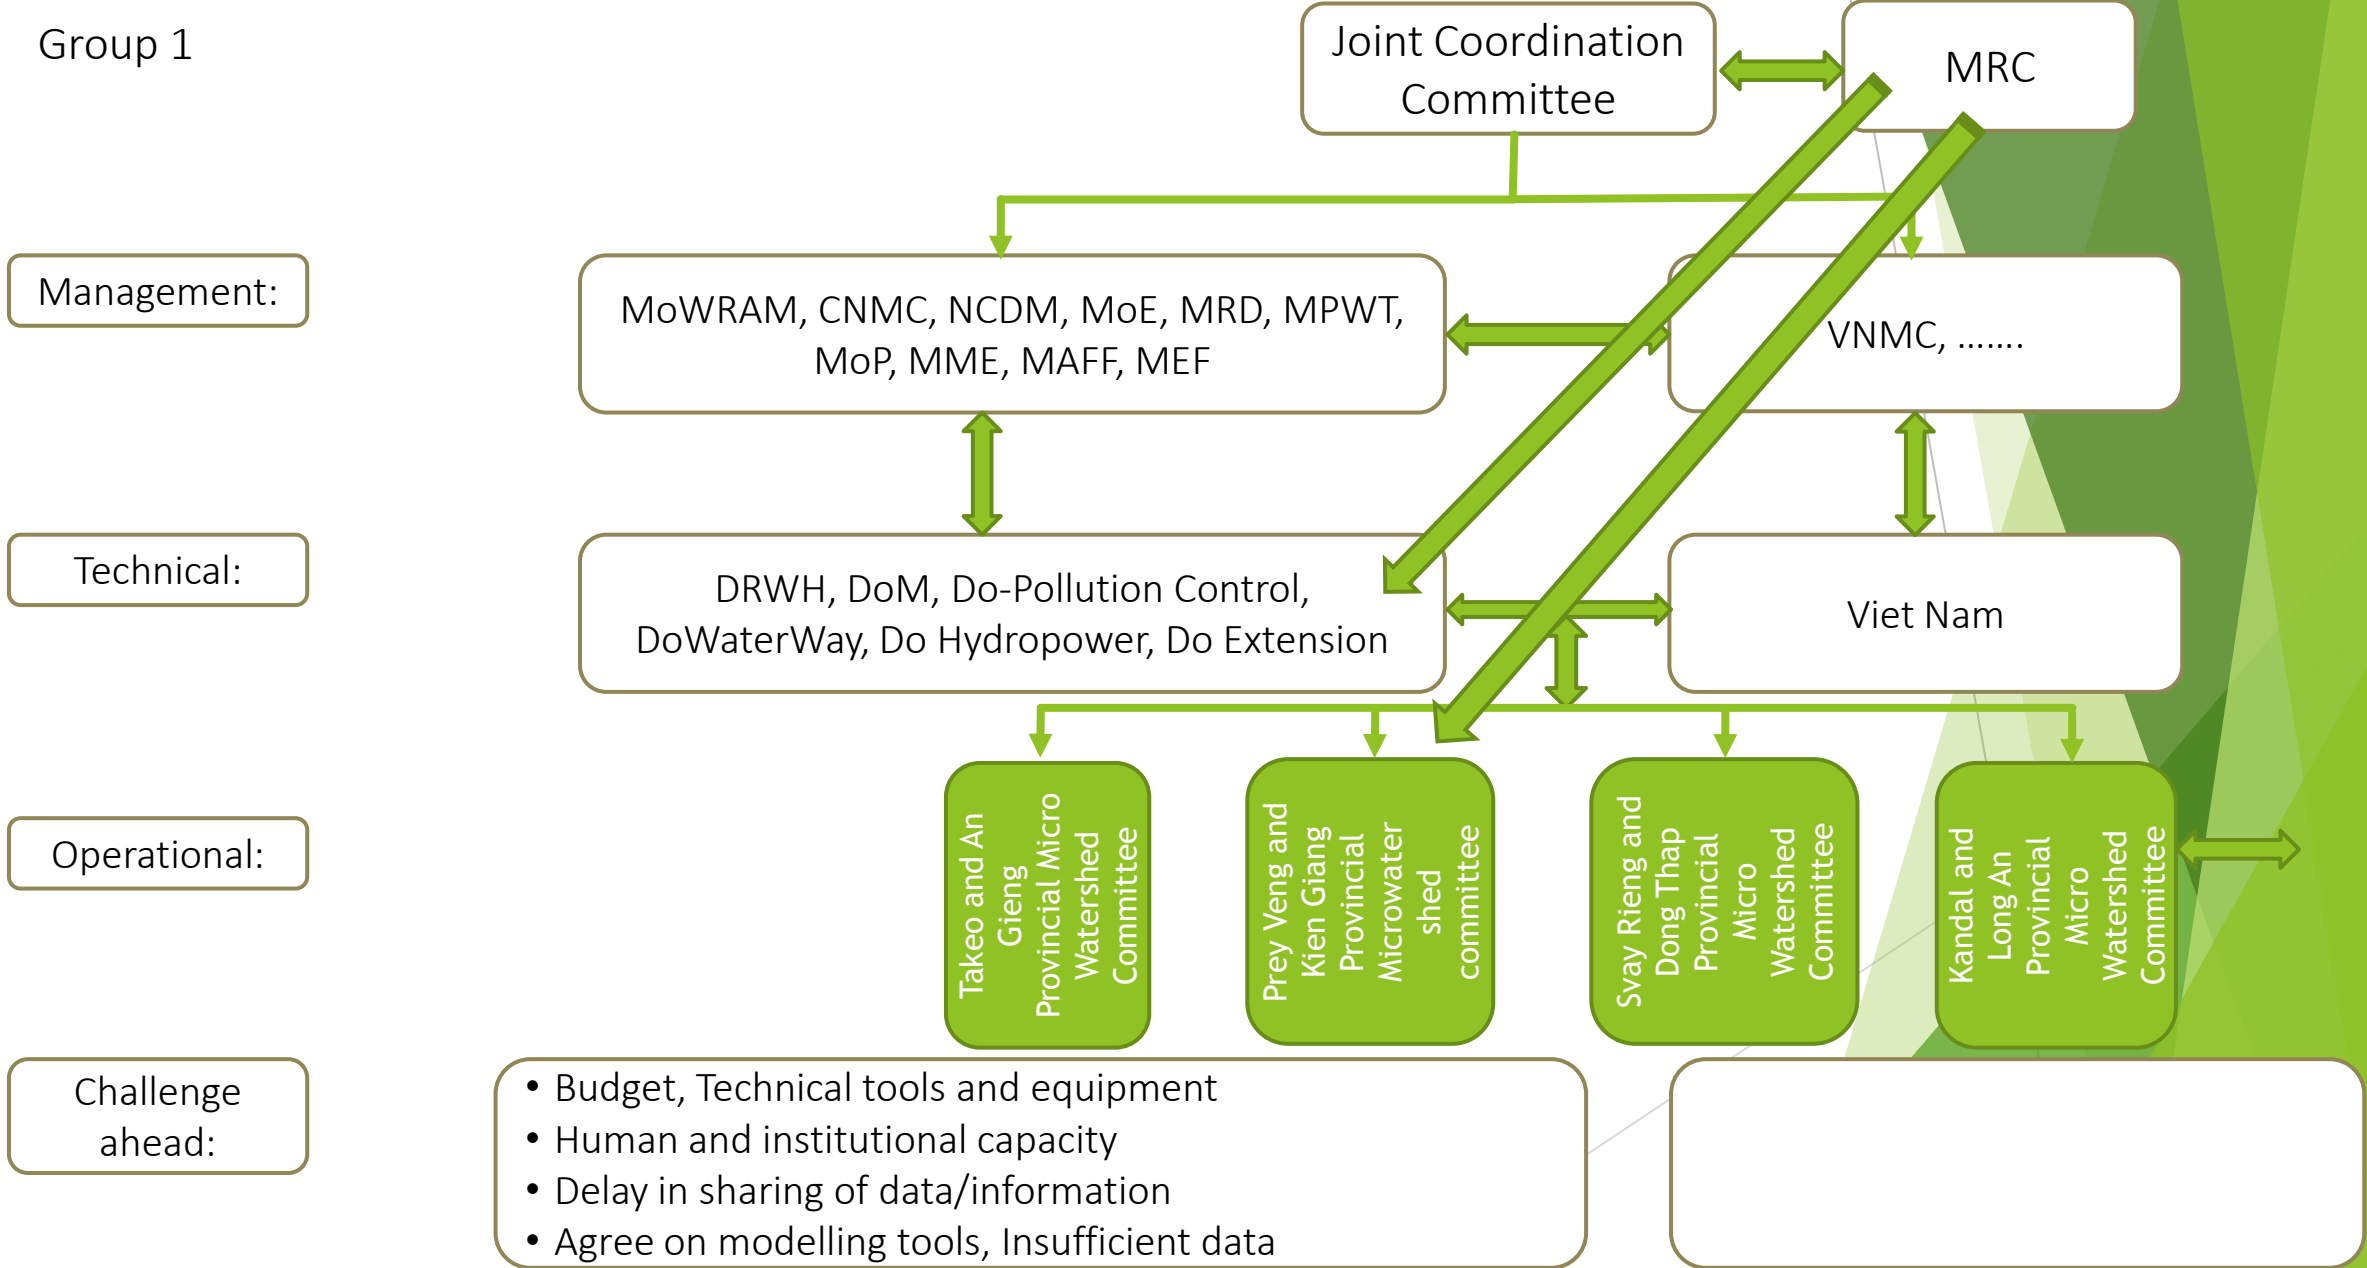 Group 1
Joint Coordination
Committee
MRC
Management:
MoWRAM, CNMC, NCDM, MoE, MRD, MPWT,
MoP, MME, MAFF, MEF
VNMC, …….
Technical:
DRWH, DoM, Do-Pollution Control,
DoWaterWay, Do Hydropower, Do Extension
Viet Nam
Operational:
Takeo and An
Gieng
Provincial Micro
Watershed
Committee
Prey Veng and
Kien Giang
Provincial
Microwater
shed
committee
Svay Rieng and
Dong Thap
Provincial
Micro
Watershed
Committee
Kandal and
Long An
Provincial
Micro
Watershed
Committee
Challenge
ahead:
• Budget, Technical tools and equipment
• Human and institutional capacity
• Delay in sharing of data/information
• Agree on modelling tools, Insufficient data